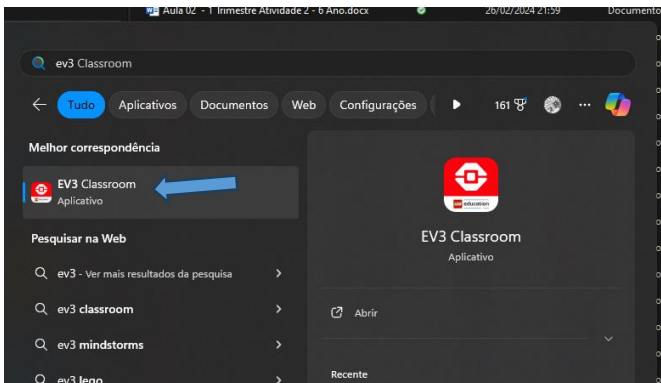 Aula 02 - 1 Trimestre Atividade 2 - 6 Ano.docx 26/02/2024 21:59 Documento
ev3 Classroom
Tudo Aplicativos Documentos Web Configurações 161
Melhor correspondência
EV3 Classroom
Aplicativo
Pesquisar na Web
ev3 - Ver mais resultados da pesquisa
ev3 classroom
ev3 mindstorms
ev3 lego
education
EV3 Classroom
Aplicativo
Abrir
Recente